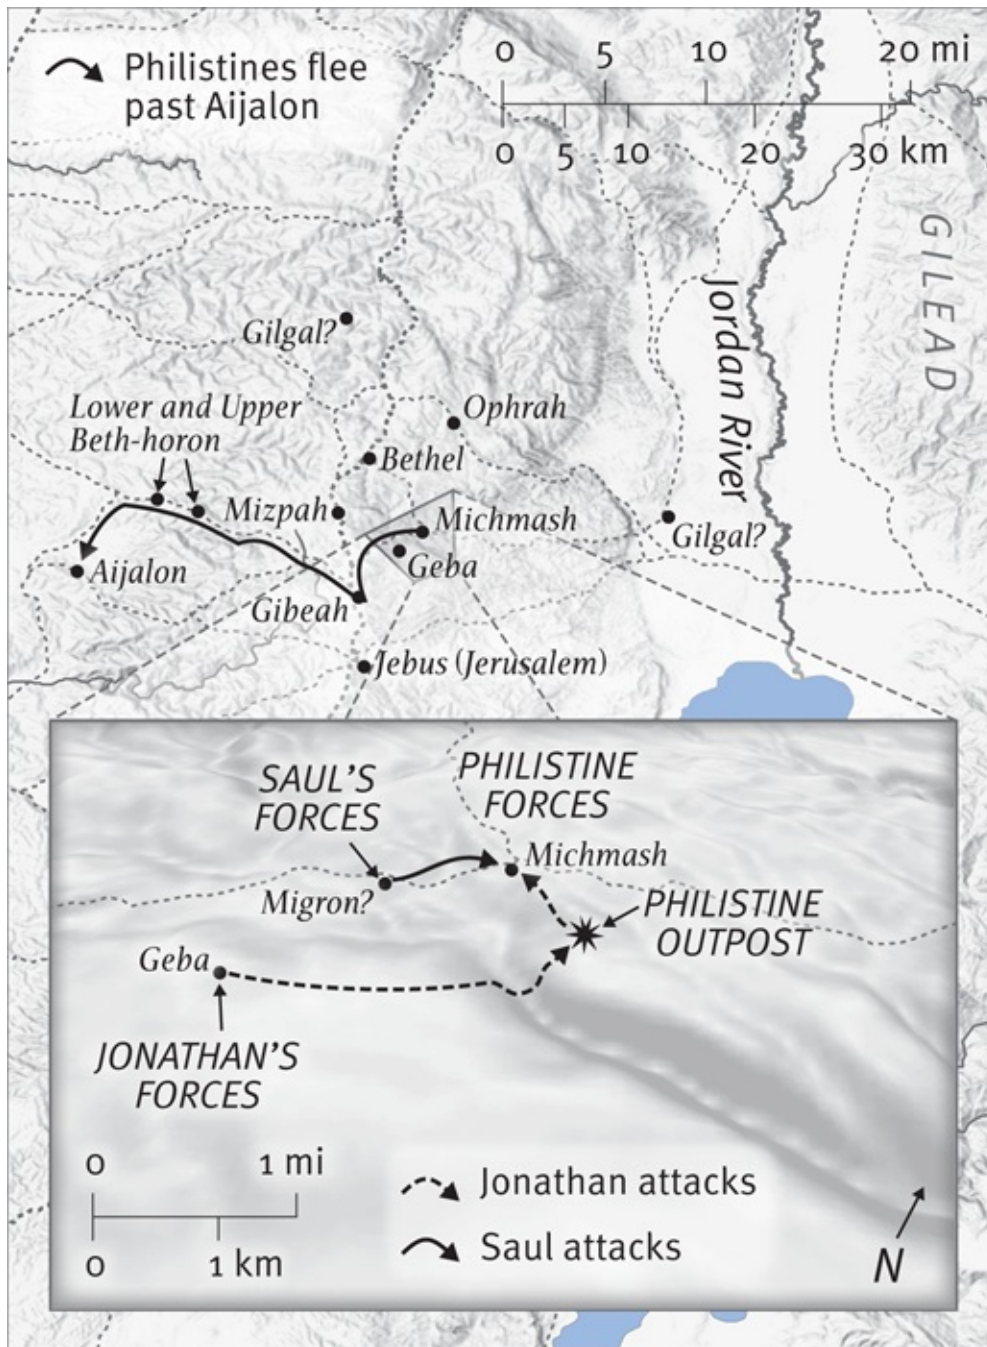 Philistines flee
past Aijalon
0 5 10 20 mi
0 5 10 20 30 km
GILEAD
Jordan River
Gilgal?
Lower and Upper
Beth-horon
Ophrah
Bethel
Mizpah
Michmash
Gilgal?
Geba
Aijalon
Gibeah
Jebus (Jerusalem)
SAUL'S
FORCES
PHILISTINE
FORCES
Michmash
Migron?
PHILISTINE
OUTPOST
Geba
JONATHAN'S
FORCES
0 1 mi
0 1 km
Jonathan attacks
Saul attacks
N